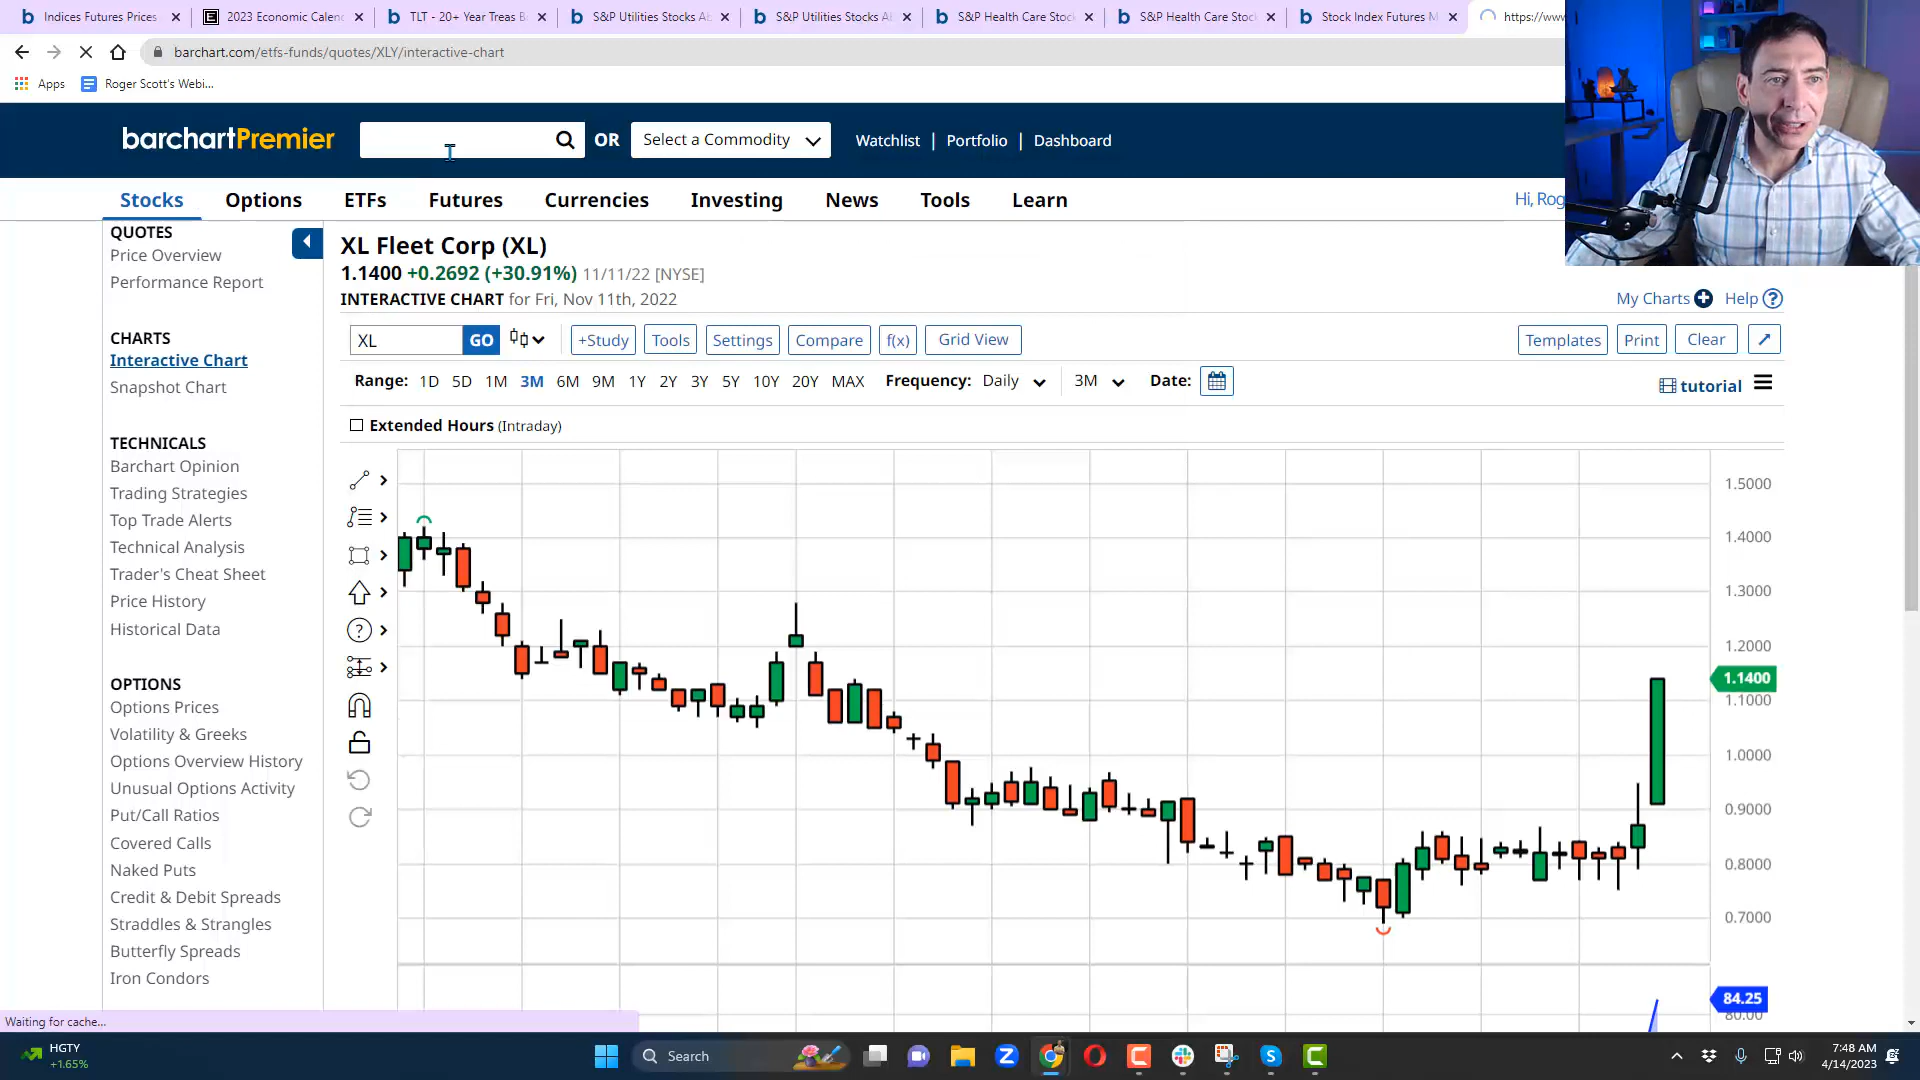 Indices Futures Prices
2023 Economic Calenc
TLT - 20+ Year Treas B
S&P Utilities Stocks A
S&P Utilities Stocks A
S&P Health Care Stoc
S&P Health Care Stoc
Stock Index Futures M
https://ww
barchart.com/etfs-funds/quotes/XLY/interactive-chart
Apps
Roger Scott's Webi...
barchartPremier
OR
Select a Commodity
Watchlist | Portfolio | Dashboard
Stocks
Options
ETFs
Futures
Currencies
Investing
News
Tools
Learn
Hi, Rog
QUOTES
Price Overview
Performance Report
CHARTS
Interactive Chart
Snapshot Chart
TECHNICALS
Barchart Opinion
Trading Strategies
Top Trade Alerts
Technical Analysis
Trader's Cheat Sheet
Price History
Historical Data
OPTIONS
Options Prices
Volatility & Greeks
Options Overview History
Unusual Options Activity
Put/Call Ratios
Covered Calls
Naked Puts
Credit & Debit Spreads
Straddles & Strangles
Butterfly Spreads
Iron Condors
XL Fleet Corp (XL)
1.1400 +0.2692 (+30.91%) 11/11/22 [NYSE]
INTERACTIVE CHART for Fri, Nov 11th, 2022
My Charts
Help ?
XL
GO
+Study
Tools
Settings
Compare
f(x)
Grid View
Templates
Print
Clear
Range: 1D 5D 1M 3M 6M 9M 1Y 2Y 3Y 5Y 10Y 20Y MAX
Frequency: Daily
3M
Date:
tutorial
Extended Hours (Intraday)
1.5000
1.4000
1.3000
1.2000
1.1400
1.1000
1.0000
0.9000
0.8000
0.7000
84.25
80.00
Waiting for cache...
HGTY
+1.65%
Search
7:48 AM
4/14/2023